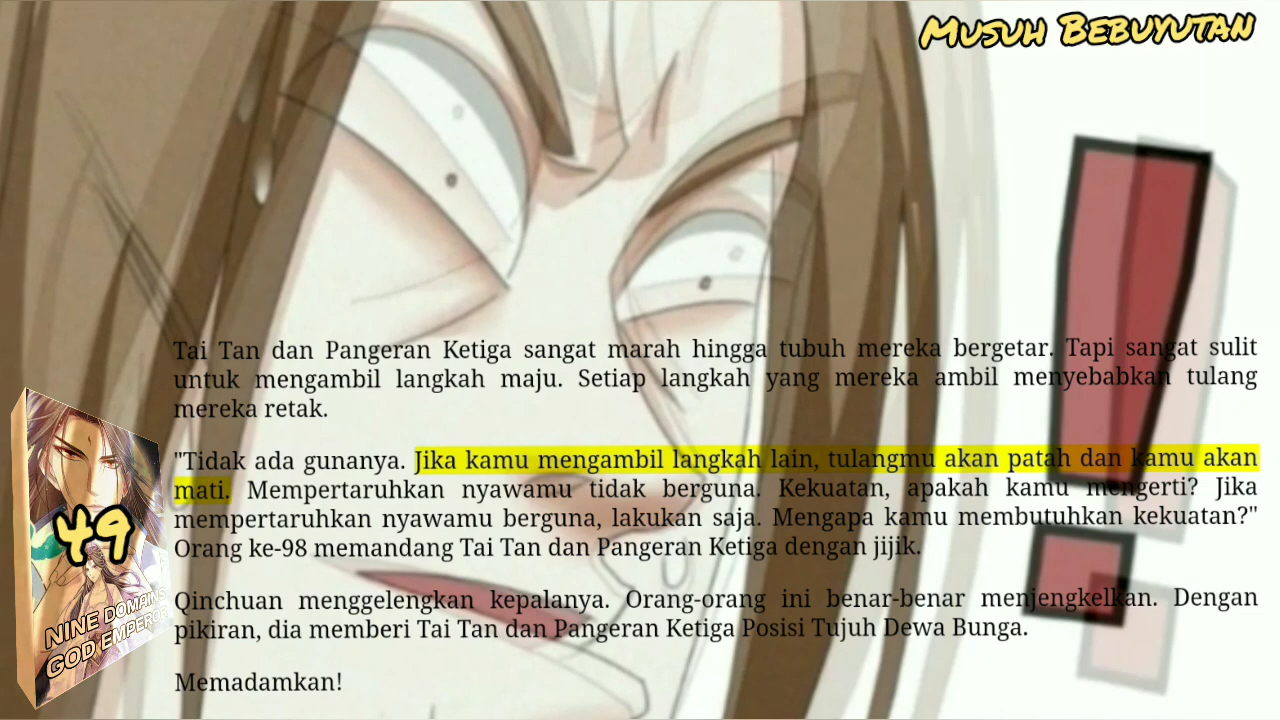 Musuh Bebuyutan
Tai Tan dan Pangeran Ketiga sangat marah hingga tubuh mereka bergetar. Tapi sangat sulit
untuk mengambil langkah maju. Setiap langkah yang mereka ambil menyebabkan tulang
mereka retak.
"Tidak ada gunanya. Jika kamu mengambil langkah lain, tulangmu akan patah dan kamu akan
mati. Mempertaruhkan nyawamu tidak berguna. Kekuatan, apakah kamu mengerti? Jika
mempertaruhkan nyawamu berguna, lakukan saja. Mengapa kamu membutuhkan kekuatan?"
Orang ke-98 memandang Tai Tan dan Pangeran Ketiga dengan jijik.
Qinchuan menggelengkan kepalanya. Orang-orang ini benar-benar menjengkelkan. Dengan
pikiran, dia memberi Tai Tan dan Pangeran Ketiga Posisi Tujuh Dewa Bunga.
Memadamkan!
49
NINE DOMAINS
GOD EMPEROR